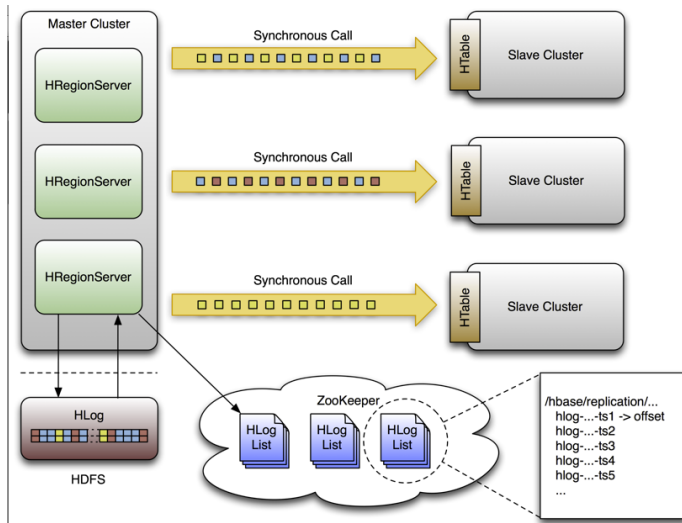 Master Cluster
HRegionServer
HRegionServer
HRegionServer
Synchronous Call
HTable
Slave Cluster
Synchronous Call
HTable
Slave Cluster
Synchronous Call
HTable
Slave Cluster
HLog
HDFS
ZooKeeper
HLog
List
HLog
List
HLog
List
/hbase/replication/...
hlog-...-ts1 -> offset
hlog-...-ts2
hlog-...-ts3
hlog-...-ts4
hlog-...-ts5
...